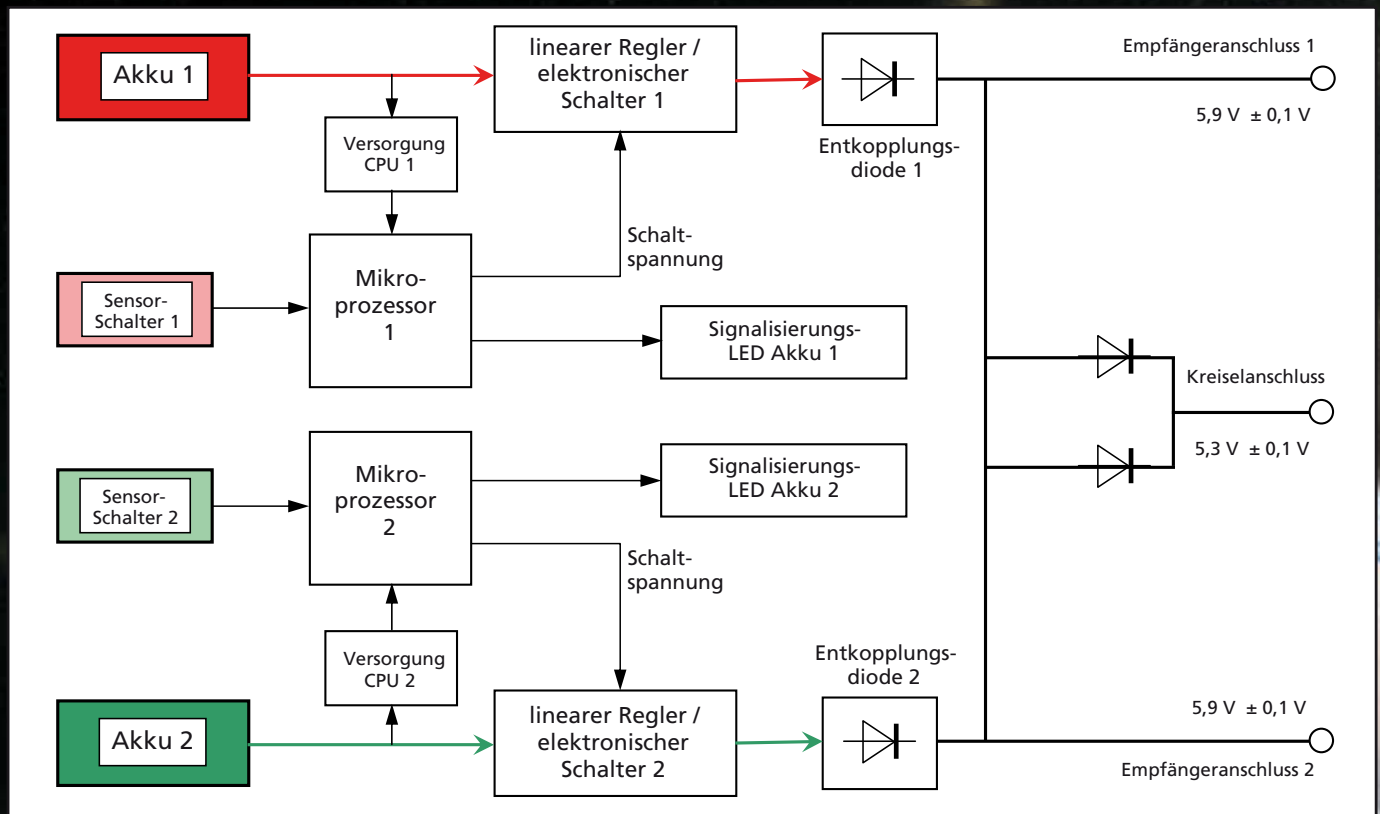 Akku 1
linearer Regler /
elektronischer
Schalter 1
Entkopplungs-
diode 1
Empfängeranschluss 1
5,9 V ± 0,1 V
Versorgung
CPU 1
Schalt-
spannung
Sensor-
Schalter 1
Mikro-
prozessor
1
Signalisierungs-
LED Akku 1
Kreiselanschluss
5,3 V ± 0,1 V
Sensor-
Schalter 2
Mikro-
prozessor
2
Signalisierungs-
LED Akku 2
Schalt-
spannung
Versorgung
CPU 2
Akku 2
linearer Regler /
elektronischer
Schalter 2
Entkopplungs-
diode 2
5,9 V ± 0,1 V
Empfängeranschluss 2